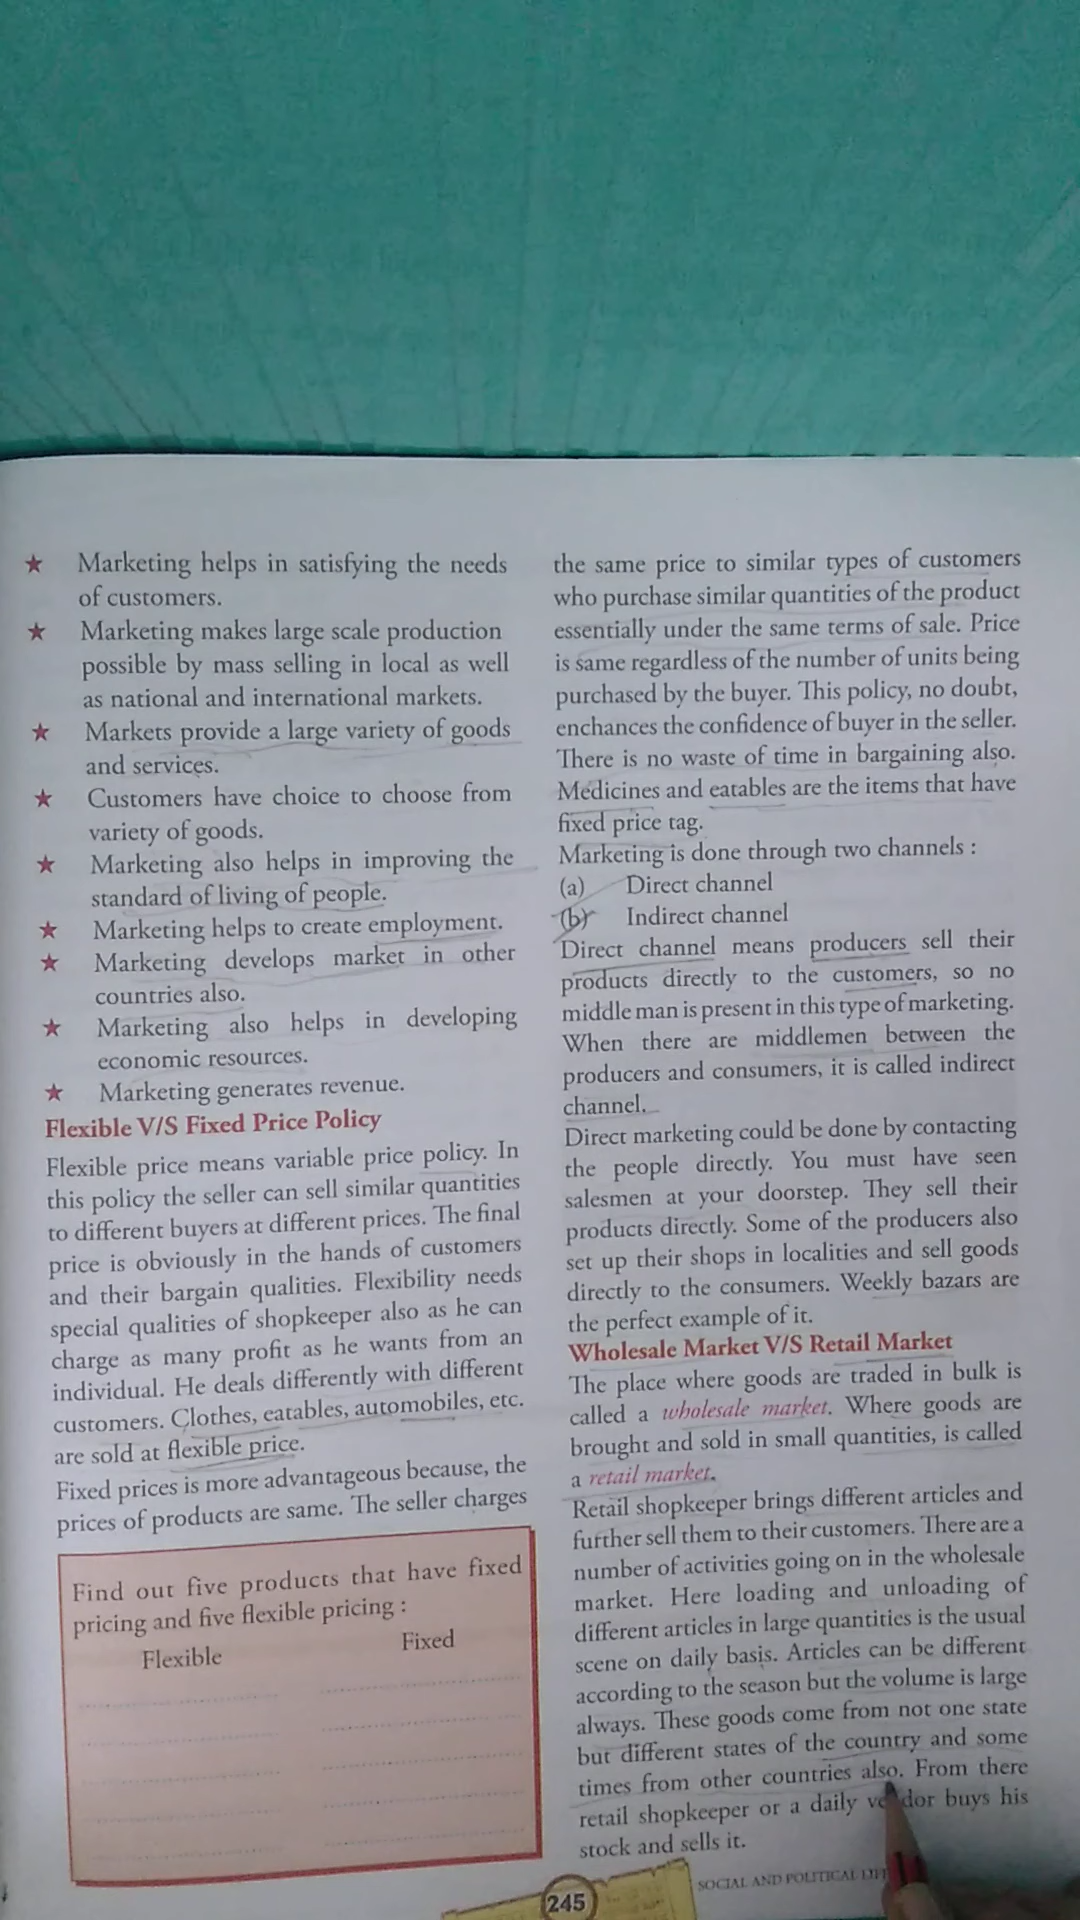 ★ Marketing helps in satisfying the needs
of customers.
★ Marketing makes large scale production
possible by mass selling in local as well
as national and international markets.
★ Markets provide a large variety of goods
and services.
★ Customers have choice to choose from
variety of goods.
★ Marketing also helps in improving the
standard of living of people.
★ Marketing helps to create employment.
★ Marketing develops market in other
countries also.
★ Marketing also helps in developing
economic resources.
★ Marketing generates revenue.
Flexible V/S Fixed Price Policy
Flexible price means variable price policy. In
this policy the seller can sell similar quantities
to different buyers at different prices. The final
price is obviously in the hands of customers
and their bargain qualities. Flexibility needs
special qualities of shopkeeper also as he can
charge as many profit as he wants from an
individual. He deals differently with different
customers. Clothes, eatables, automobiles, etc.
are sold at flexible price.
Fixed prices is more advantageous because, the
prices of products are same. The seller charges
Find out five products that have fixed
pricing and five flexible pricing :
Flexible Fixed
the same price to similar types of customers
who purchase similar quantities of the product
essentially under the same terms of sale. Price
is same regardless of the number of units being
purchased by the buyer. This policy, no doubt,
enchances the confidence of buyer in the seller.
There is no waste of time in bargaining also.
Medicines and eatables are the items that have
fixed price tag.
Marketing is done through two channels :
(a) Direct channel
(b) Indirect channel
Direct channel means producers sell their
products directly to the customers, so no
middle man is present in this type of marketing.
When there are middlemen between the
producers and consumers, it is called indirect
channel.
Direct marketing could be done by contacting
the people directly. You must have seen
salesmen at your doorstep. They sell their
products directly. Some of the producers also
set up their shops in localities and sell goods
directly to the consumers. Weekly bazars are
the perfect example of it.
Wholesale Market V/S Retail Market
The place where goods are traded in bulk is
called a wholesale market. Where goods are
brought and sold in small quantities, is called
a retail market.
Retail shopkeeper brings different articles and
further sell them to their customers. There are a
number of activities going on in the wholesale
market. Here loading and unloading of
different articles in large quantities is the usual
scene on daily basis. Articles can be different
according to the season but the volume is large
always. These goods come from not one state
but different states of the country and some
times from other countries also. From there
retail shopkeeper or a daily vendor buys his
stock and sells it.
245
SOCIAL AND POLITICAL